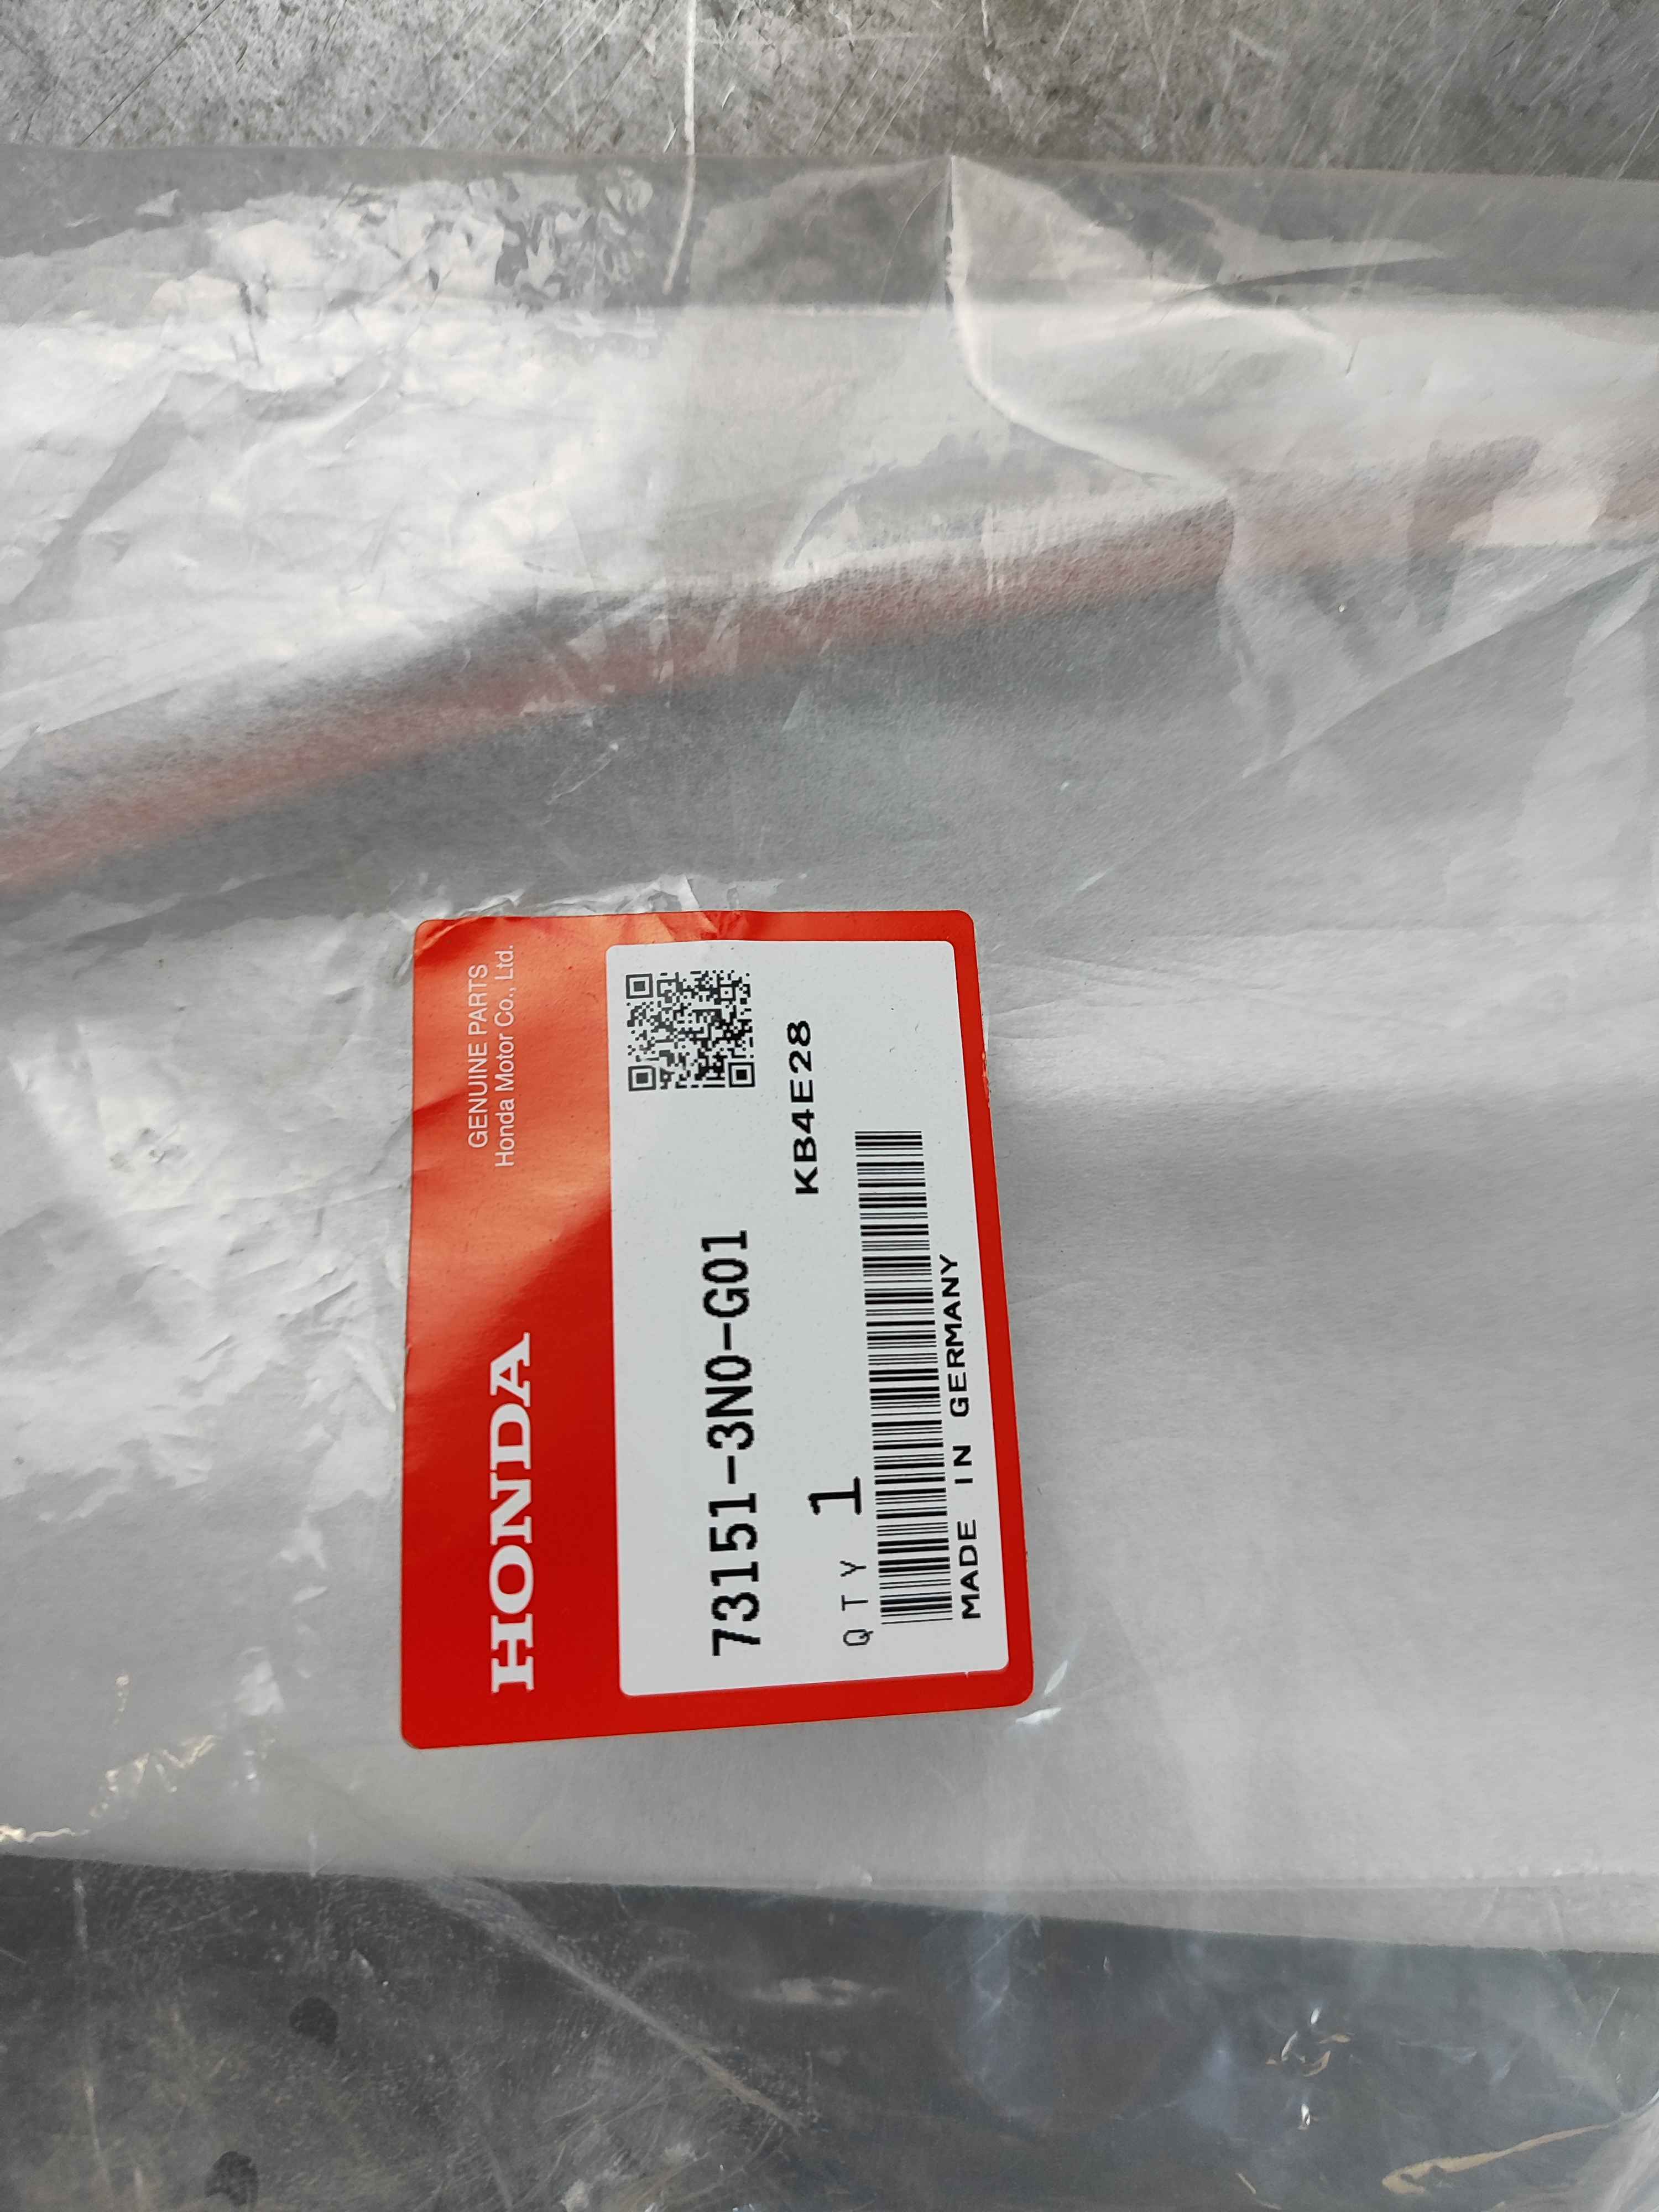 HONDA
GENUINE PARTS
Honda Motor Co., Ltd.
73151-3N0-G01
KB4E28
QTY 1
MADE IN GERMANY